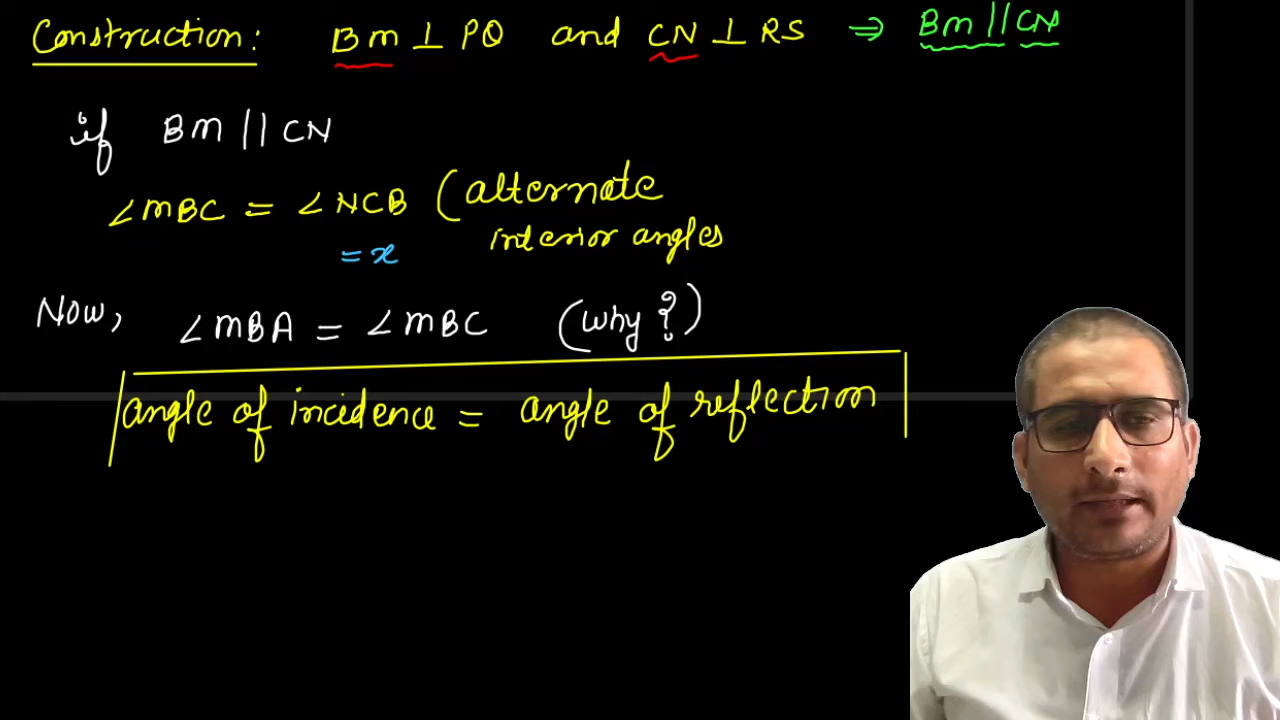 Construction: BM ⊥ PQ and CN ⊥ RS ⇒ BM // CN
if BM // CN
∠MBC = ∠NCB (alternate
interior angles
= x
Now, ∠MBA = ∠MBC (why?)
angle of incidence = angle of reflection